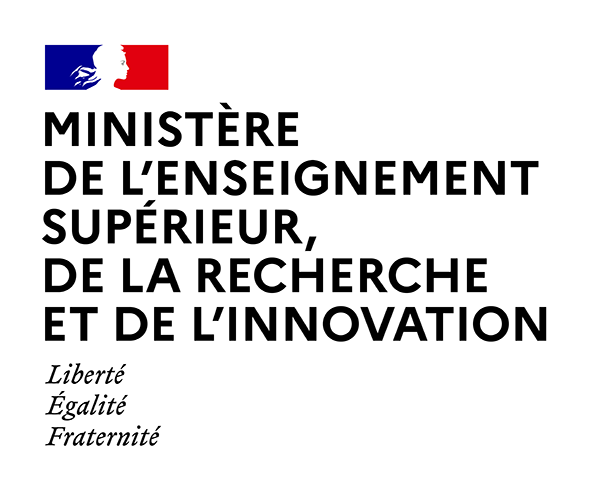 MINISTÈRE
DE L’ENSEIGNEMENT
SUPÉRIEUR,
DE LA RECHERCHE
ET DE L’INNOVATION
Liberté
Égalité
Fraternité